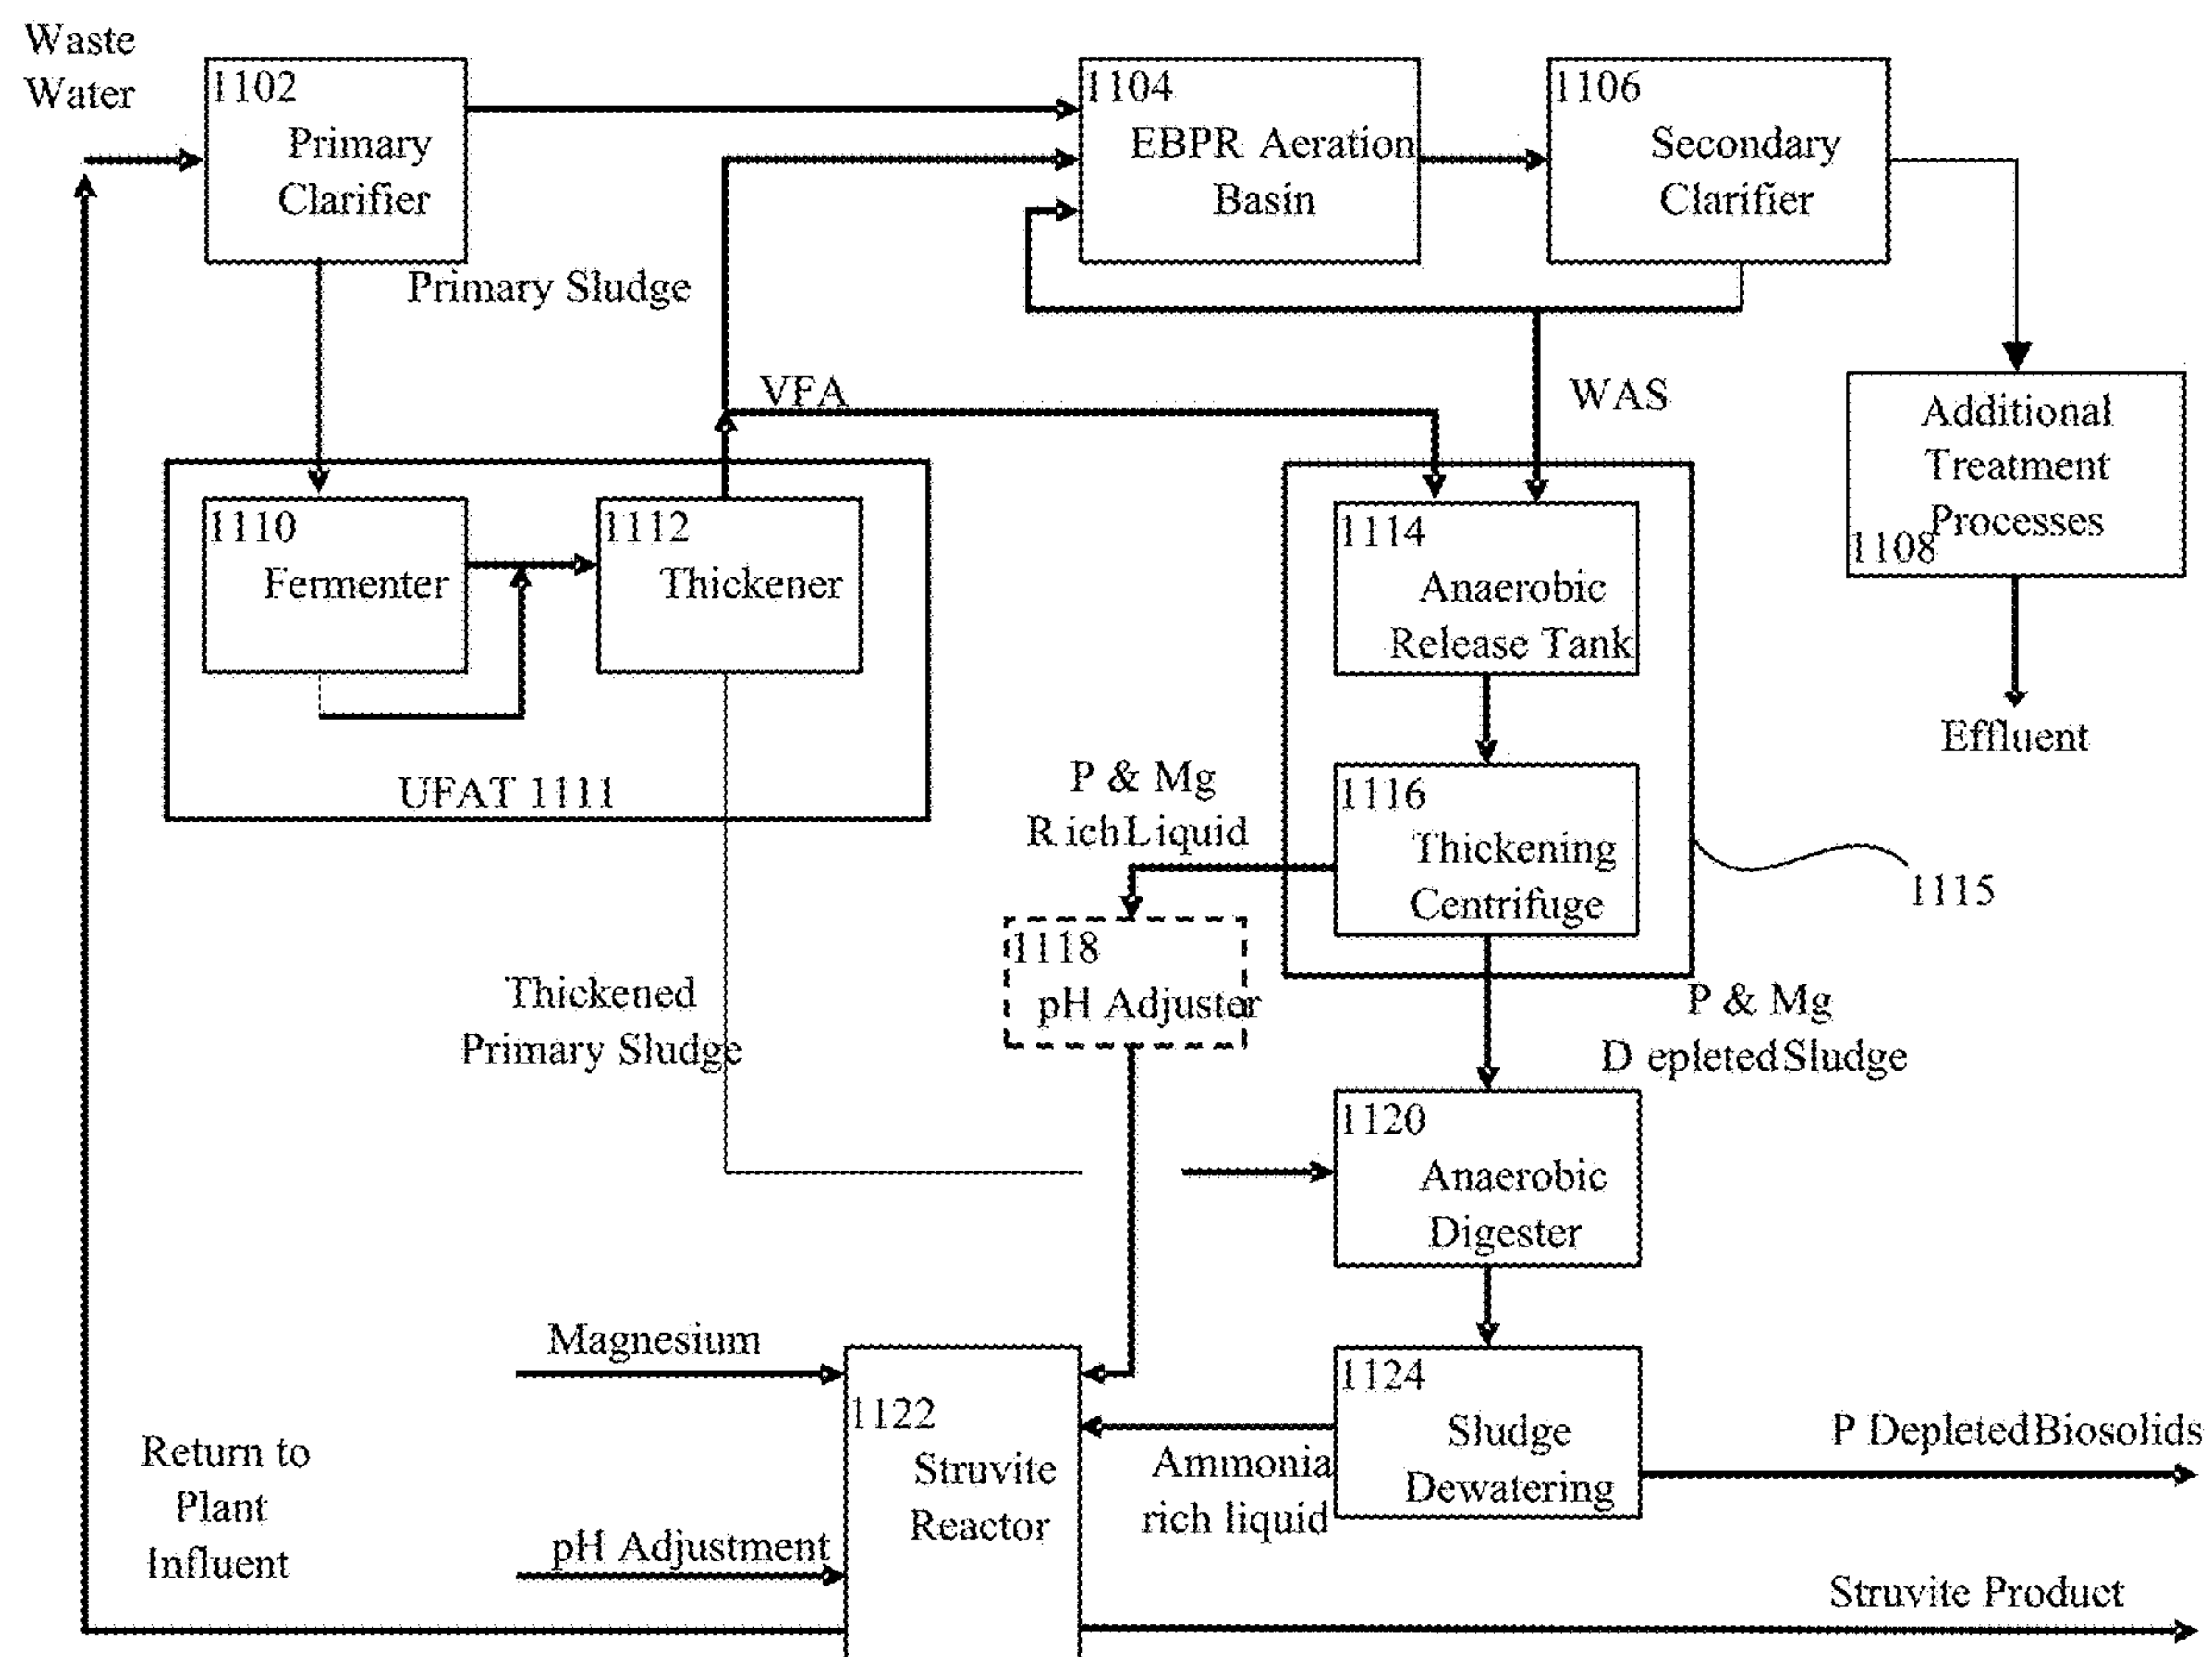 Waste
Water
1102
Primary
Clarifier
1104
EBPR Aeration
Basin
1106
Secondary
Clarifier
Primary Sludge
VFA
WAS
Additional
Treatment
Processes
1108
1110
Fermenter
1112
Thickener
UFAT 1111
1114
Anaerobic
Release Tank
Effluent
P & Mg
Rich Liquid
1116
Thickening
Centrifuge
1115
1118
pH Adjuster
Thickened
Primary Sludge
P & Mg
Depleted Sludge
1120
Anaerobic
Digester
Magnesium
1122
Struvite
Reactor
1124
Sludge
Dewatering
Ammonia
rich liquid
P Depleted Biosolids
Return to
Plant
Influent
pH Adjustment
Struvite Product